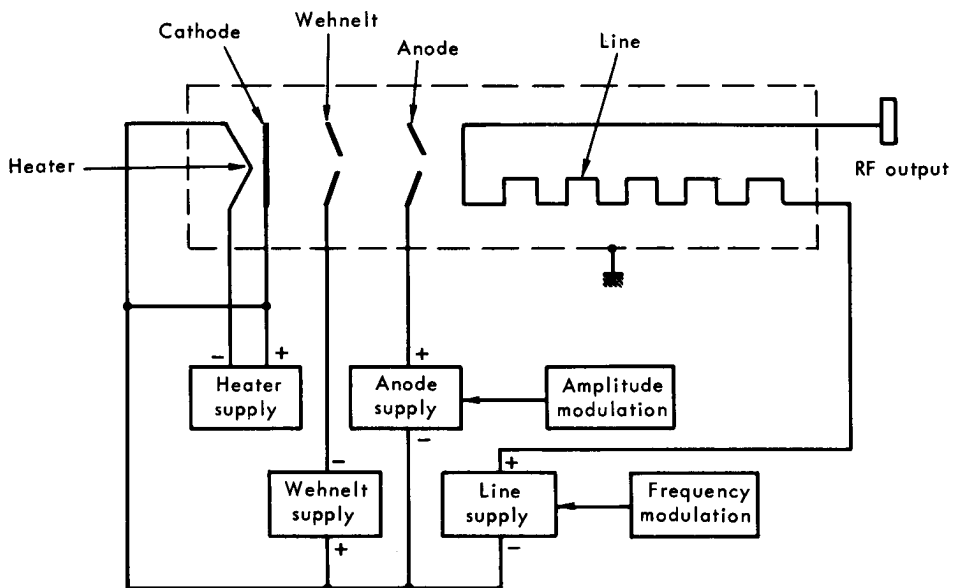 Wehnelt
Cathode
Anode
Line
Heater
RF output
− +
Heater
supply
+
Anode
supply
−
Amplitude
modulation
−
Wehnelt
supply
+
+
Line
supply
−
Frequency
modulation